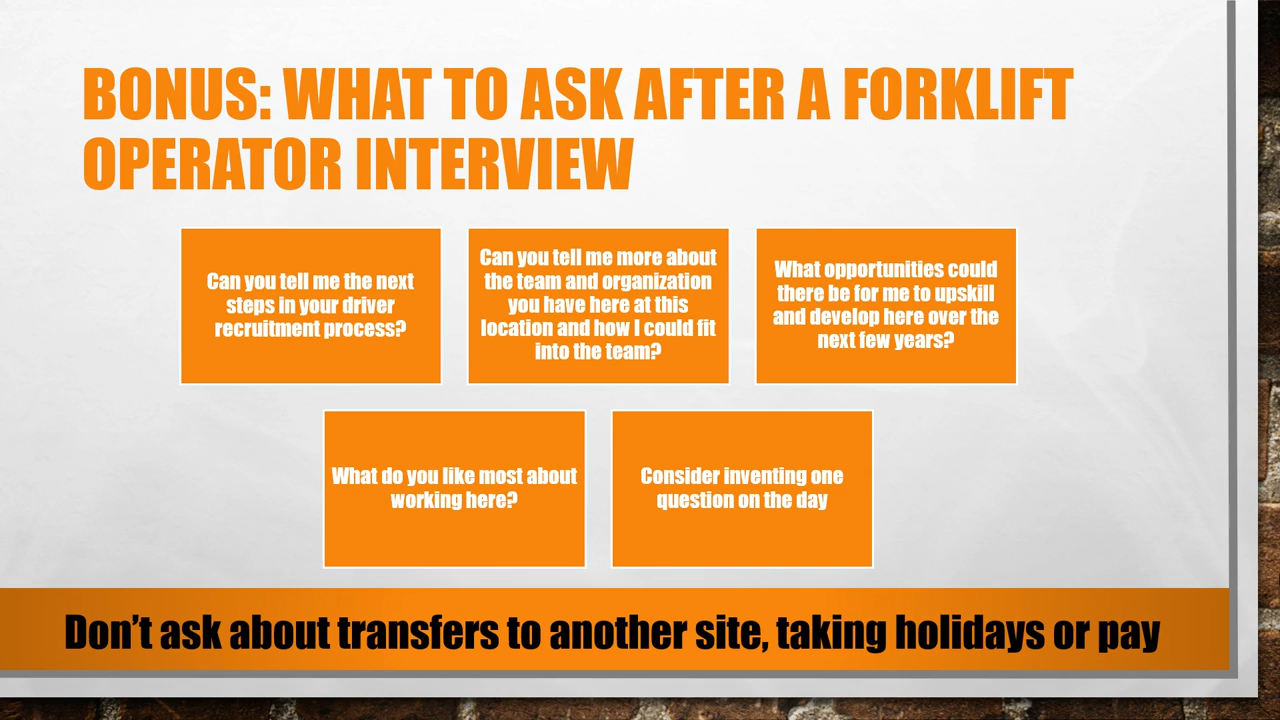 BONUS: WHAT TO ASK AFTER A FORKLIFT
OPERATOR INTERVIEW
Can you tell me the next
steps in your driver
recruitment process?
Can you tell me more about
the team and organization
you have here at this
location and how I could fit
into the team?
What opportunities could
there be for me to upskill
and develop here over the
next few years?
What do you like most about
working here?
Consider inventing one
question on the day
Don’t ask about transfers to another site, taking holidays or pay